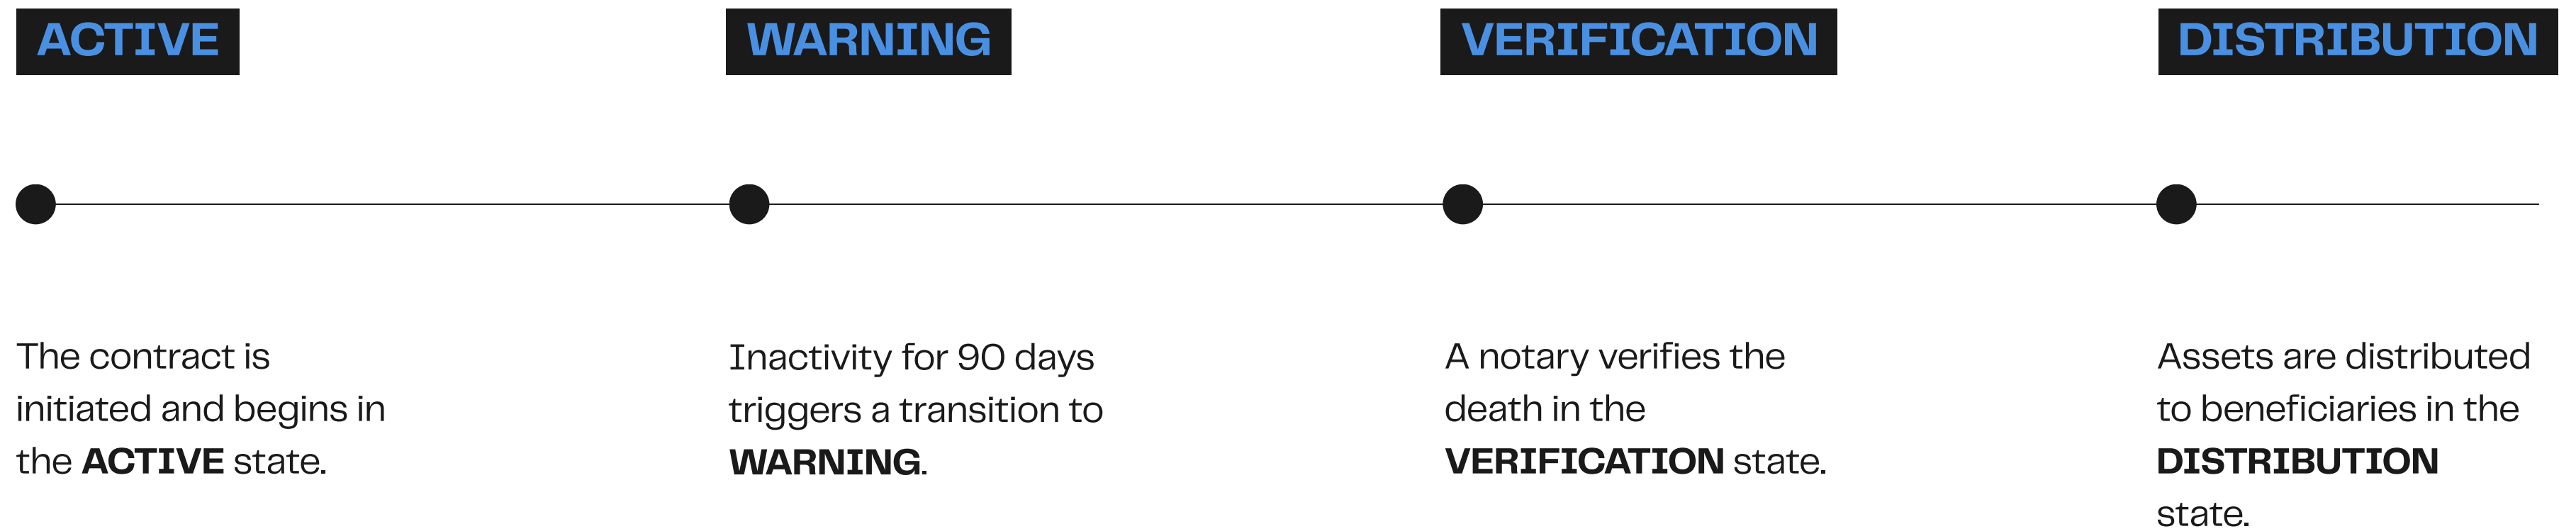 ACTIVE
WARNING
VERIFICATION
DISTRIBUTION
The contract is
initiated and begins in
the ACTIVE state.
Inactivity for 90 days
triggers a transition to
WARNING.
A notary verifies the
death in the
VERIFICATION state.
Assets are distributed
to beneficiaries in the
DISTRIBUTION
state.